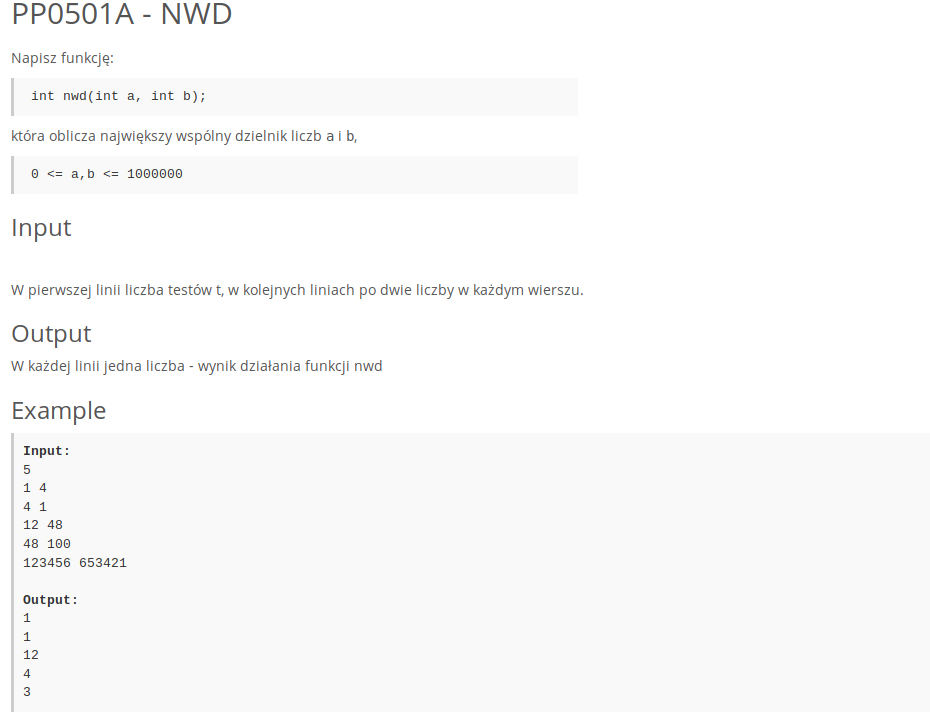 PP0501A - NWD
Napisz funkcję:
int nwd(int a, int b);
która oblicza największy wspólny dzielnik liczb a i b,
0 <= a,b <= 1000000
Input
W pierwszej linii liczba testów t, w kolejnych liniach po dwie liczby w każdym wierszu.
Output
W każdej linii jedna liczba - wynik działania funkcji nwd
Example
Input:
5
1 4
4 1
12 48
48 100
123456 653421
Output:
1
1
12
4
3